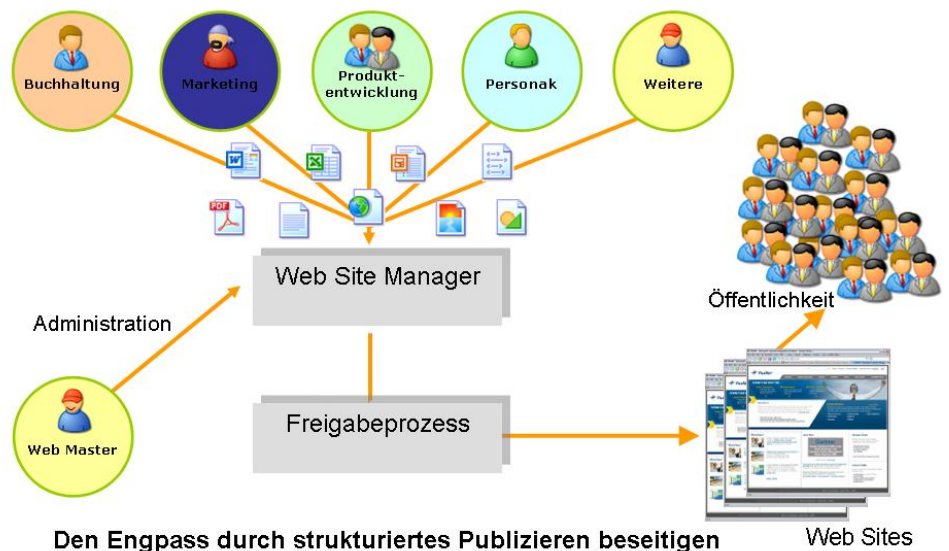 Buchhaltung
Marketing
Produkt-
entwicklung
Personak
Weitere
PDF
Web Site Manager
Öffentlichkeit
Administration
Freigabeprozess
Web Master
Den Engpass durch strukturiertes Publizieren beseitigen
Web Sites